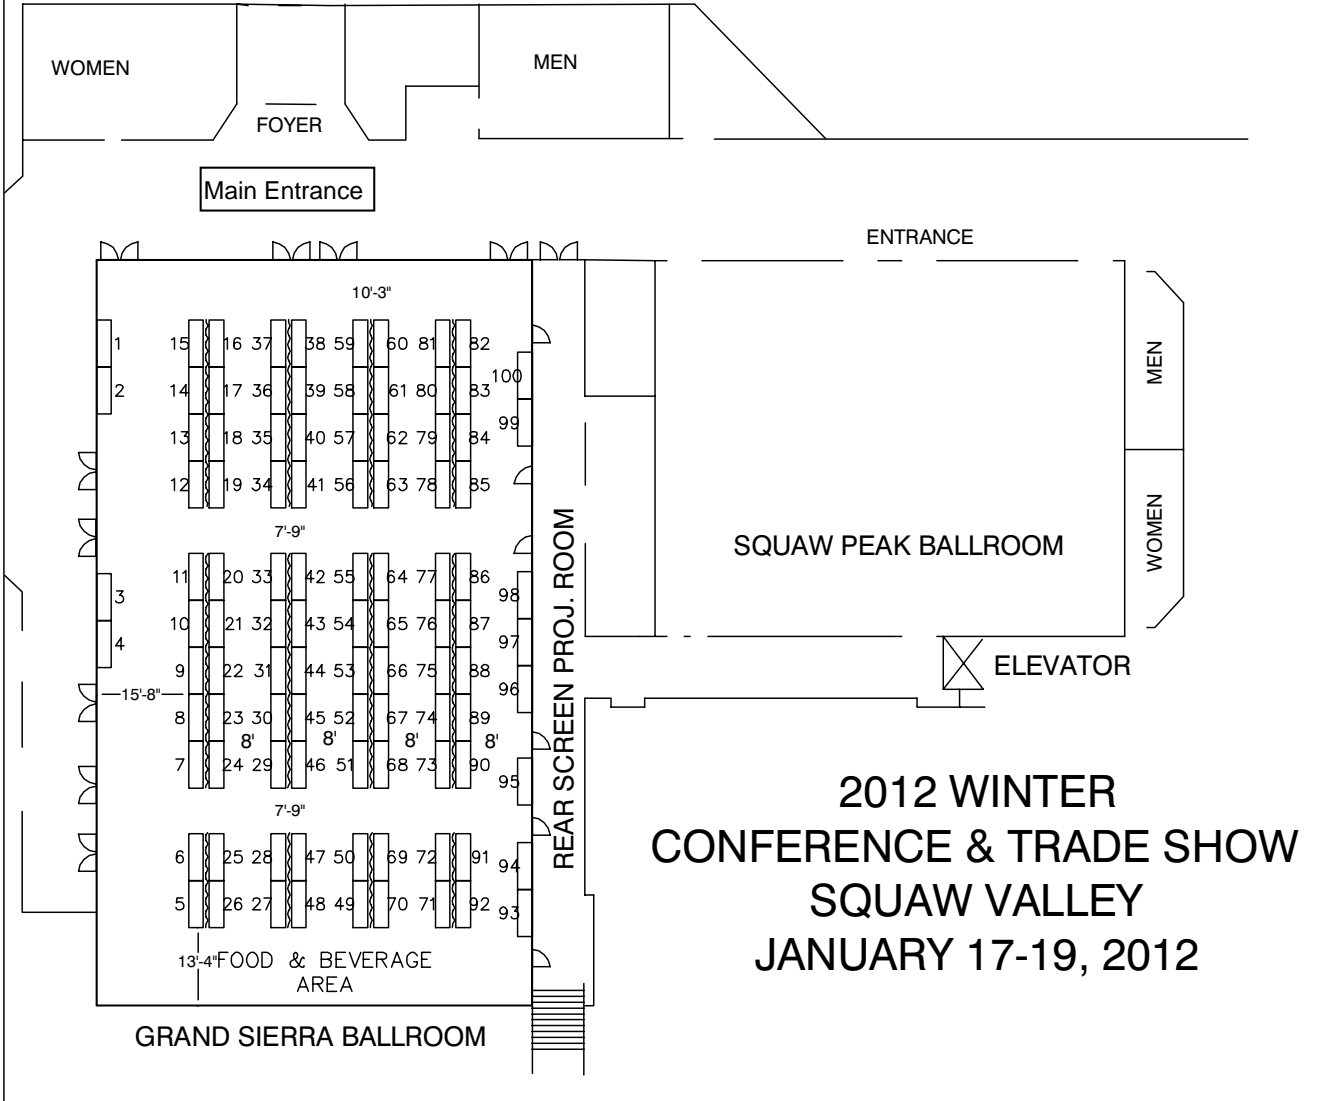 WOMEN
MEN
FOYER
Main Entrance
ENTRANCE
10'-3"
1 15 16 37 38 59 60 81 82
100
2 14 17 36 39 58 61 80 83
99
13 18 35 40 57 62 79 84
12 19 34 41 56 63 78 85
MEN
WOMEN
7'-9"
SQUAW PEAK BALLROOM
REAR SCREEN PROJ. ROOM
11 20 33 42 55 64 77 86
3 98
10 21 32 43 54 65 76 87
4 97
9 22 31 44 53 66 75 88
ELEVATOR
15'-8" 96
8 23 30 45 52 67 74 89
8' 8' 8' 8'
7 24 29 46 51 68 73 90
95
7'-9"
6 25 28 47 50 69 72 91
94
5 26 27 48 49 70 71 92
93
13'-4" FOOD & BEVERAGE
AREA
GRAND SIERRA BALLROOM
2012 WINTER
CONFERENCE & TRADE SHOW
SQUAW VALLEY
JANUARY 17-19, 2012